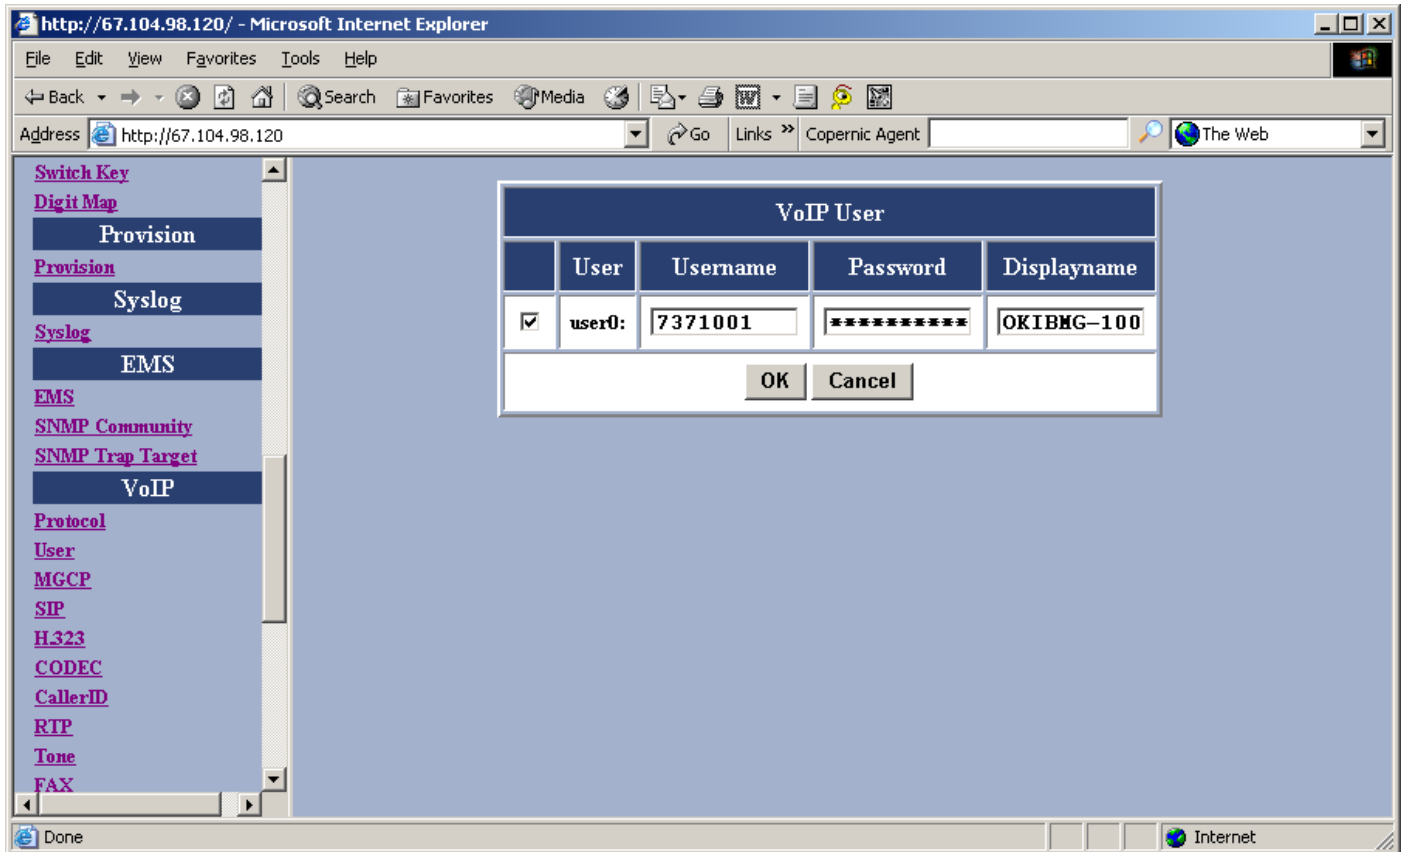 http://67.104.98.120/ - Microsoft Internet Explorer
File Edit View Favorites Tools Help
Back Search Favorites Media
Address http://67.104.98.120 Go Links » Copernic Agent The Web
Switch Key
Digit Map
Provision
Provision
Syslog
Syslog
EMS
EMS
SNMP Community
SNMP Trap Target
VoIP
Protocol
User
MGCP
SIP
H.323
CODEC
CallerID
RTP
Tone
FAX
VoIP User
User Username Password Displayname
user0: 7371001 ********** OKIBMG-100
OK Cancel
Done Internet